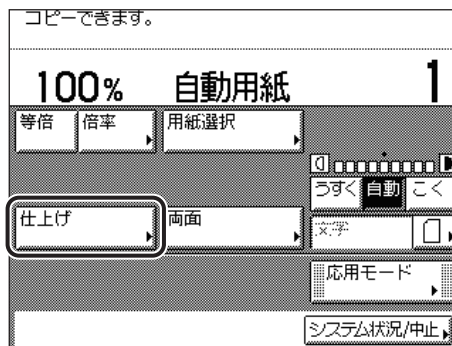 コピーできます。
100% 自動用紙 1
等倍 倍率 用紙選択
うすく 自動 こく
仕上げ 両面 文字
応用モード
システム状況/中止